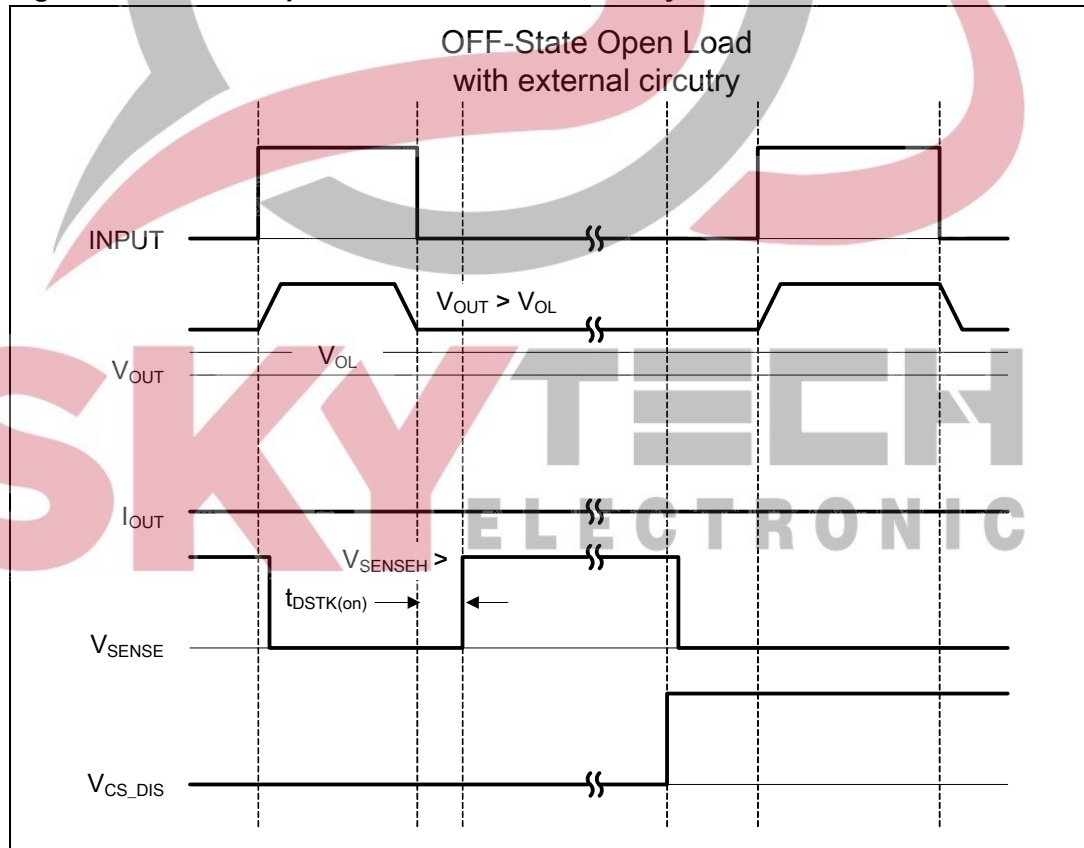 OFF-State Open Load
with external circutry
INPUT
VOUT > VOL
VOL
VOUT
IOUT
VSENSEH >
tDSTK(on)
VSENSE
VCS_DIS
SKYTECH
ELECTRONIC